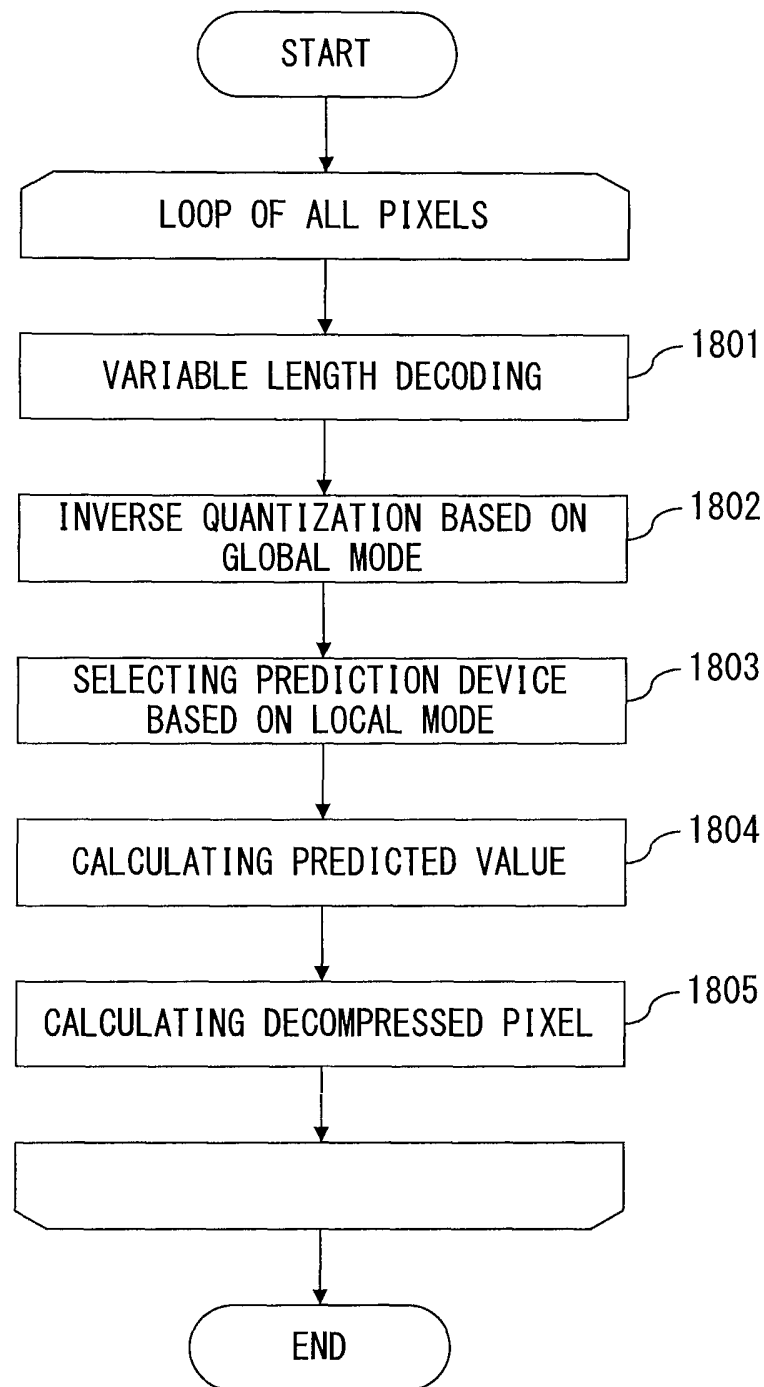 START
LOOP OF ALL PIXELS
VARIABLE LENGTH DECODING
1801
INVERSE QUANTIZATION BASED ON
GLOBAL MODE
1802
SELECTING PREDICTION DEVICE
BASED ON LOCAL MODE
1803
CALCULATING PREDICTED VALUE
1804
CALCULATING DECOMPRESSED PIXEL
1805
END